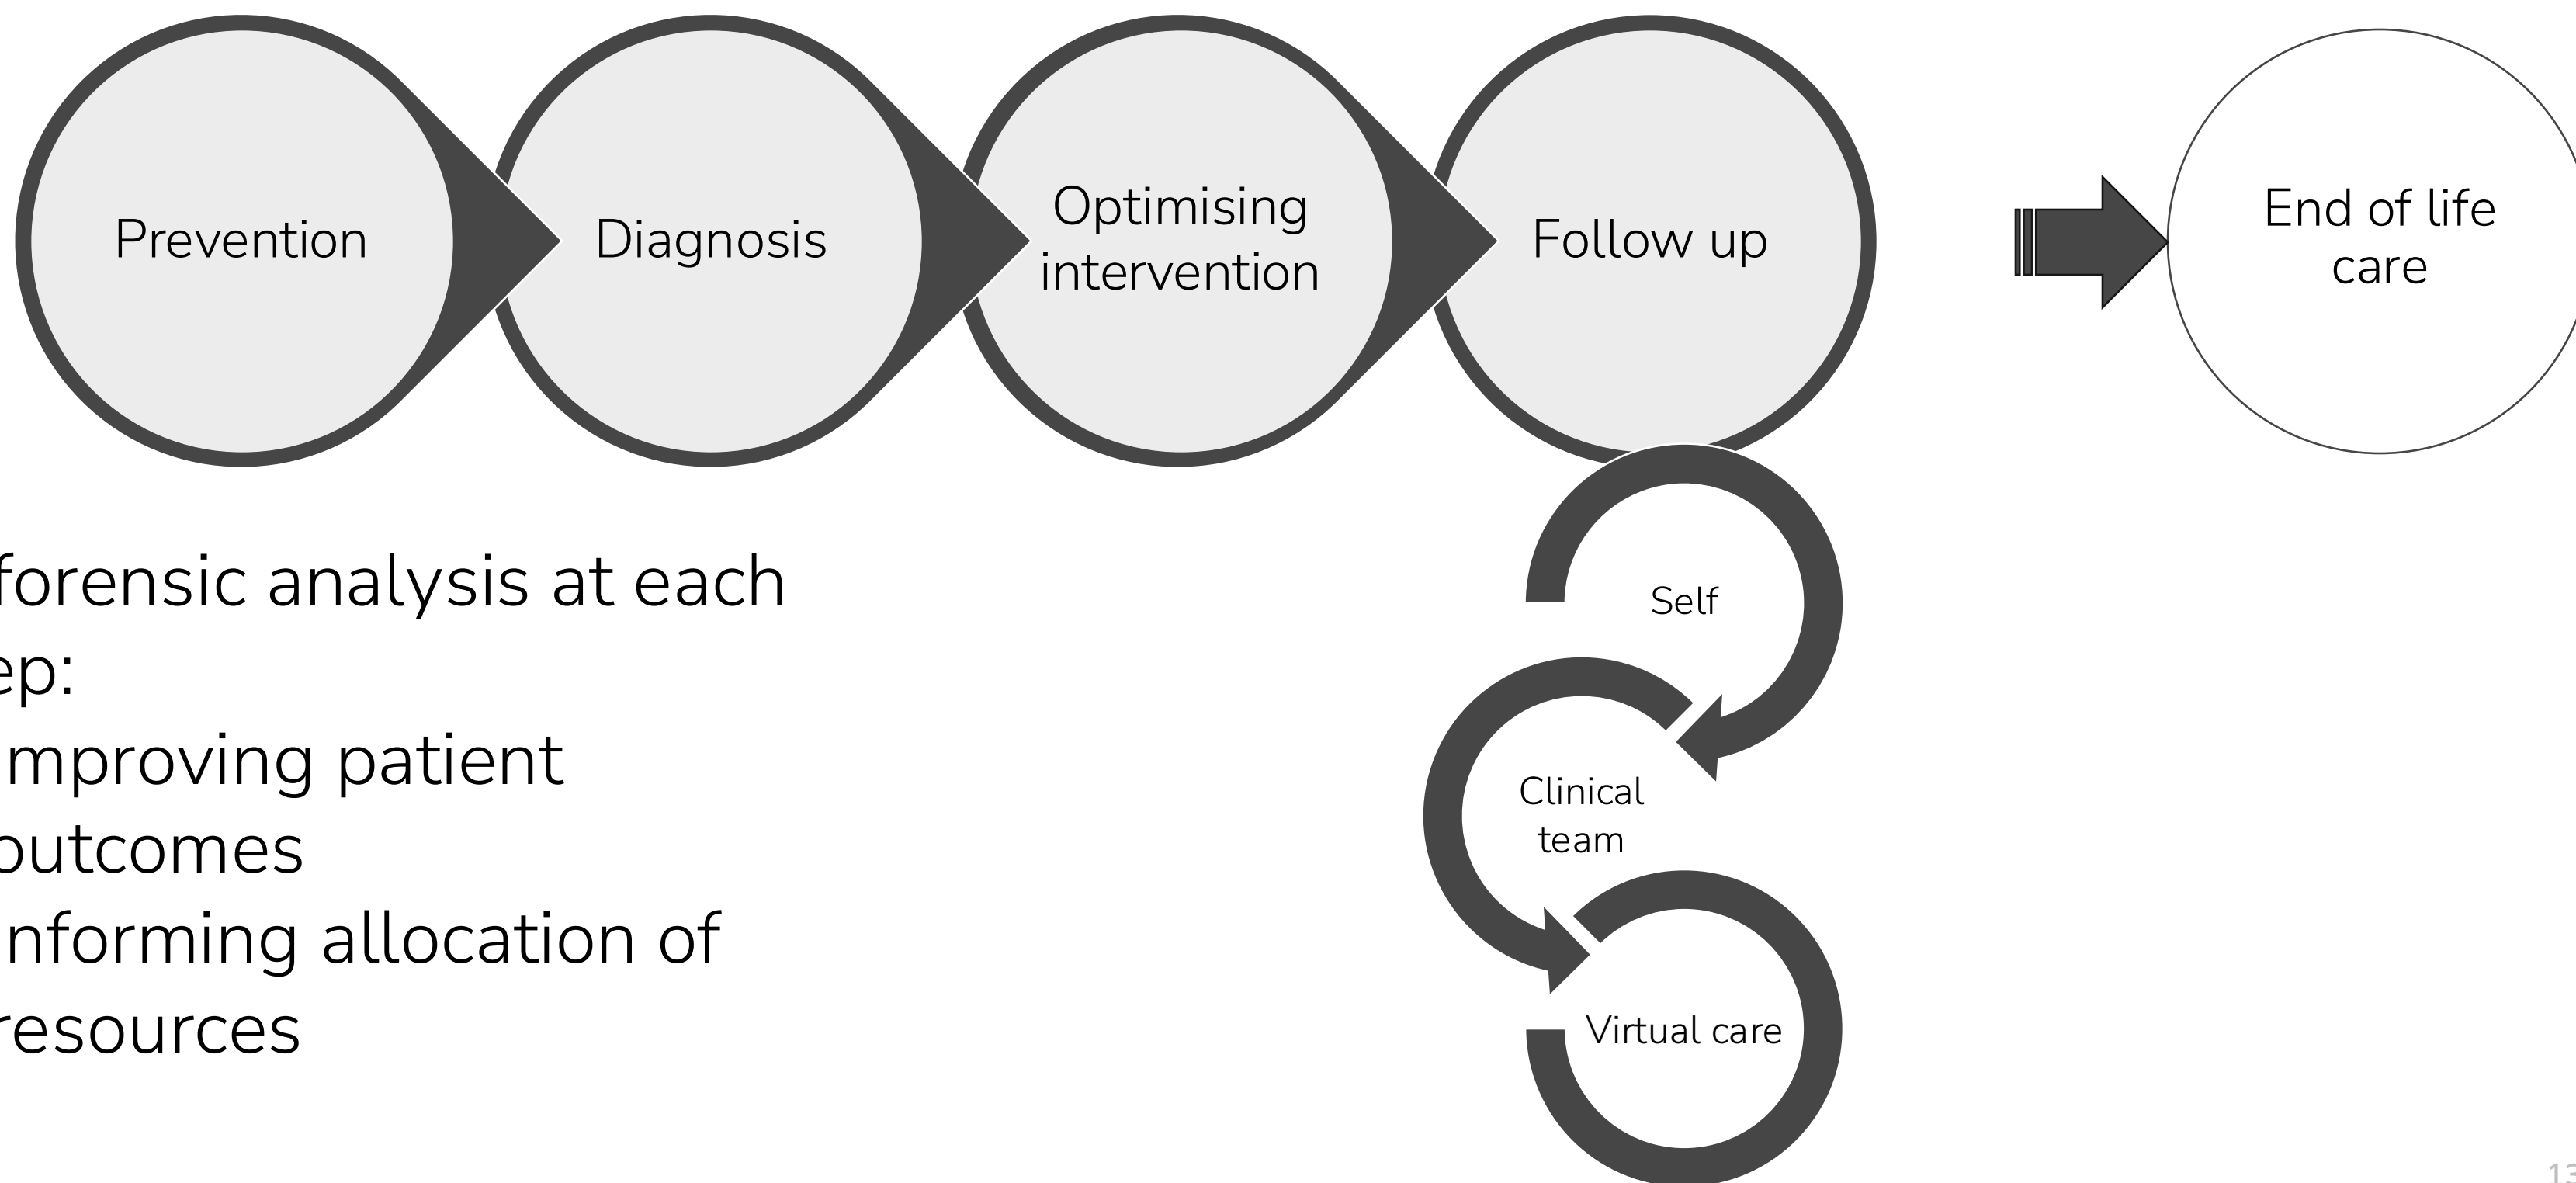 Prevention
Diagnosis
Optimising
intervention
Follow up
End of life
care
forensic analysis at each
ep:
mproving patient
outcomes
nforming allocation of
resources
Self
Clinical
team
Virtual care
13